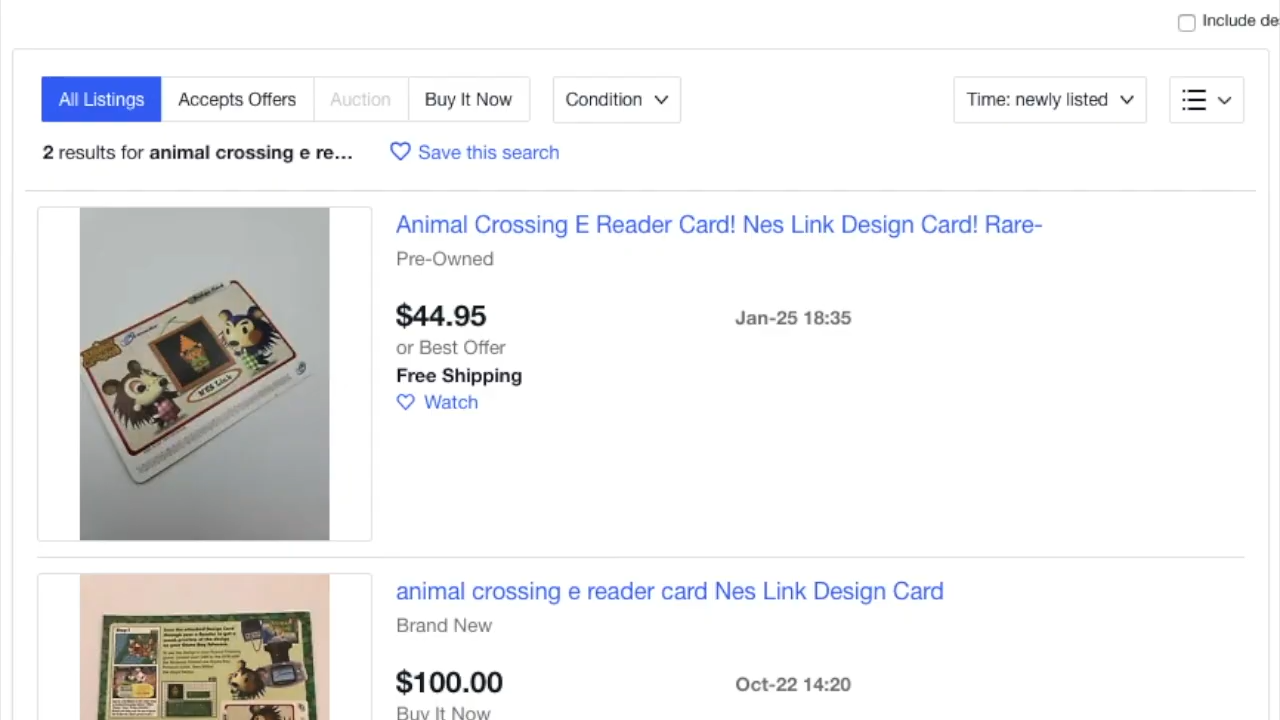 Include de
All Listings
Accepts Offers
Auction
Buy It Now
Condition
Time: newly listed
2 results for animal crossing e re...
Save this search
Animal Crossing E Reader Card! Nes Link Design Card! Rare-
Pre-Owned
$44.95
Jan-25 18:35
or Best Offer
Free Shipping
Watch
NES Link
animal crossing e reader card Nes Link Design Card
Brand New
$100.00
Oct-22 14:20
Buy It Now